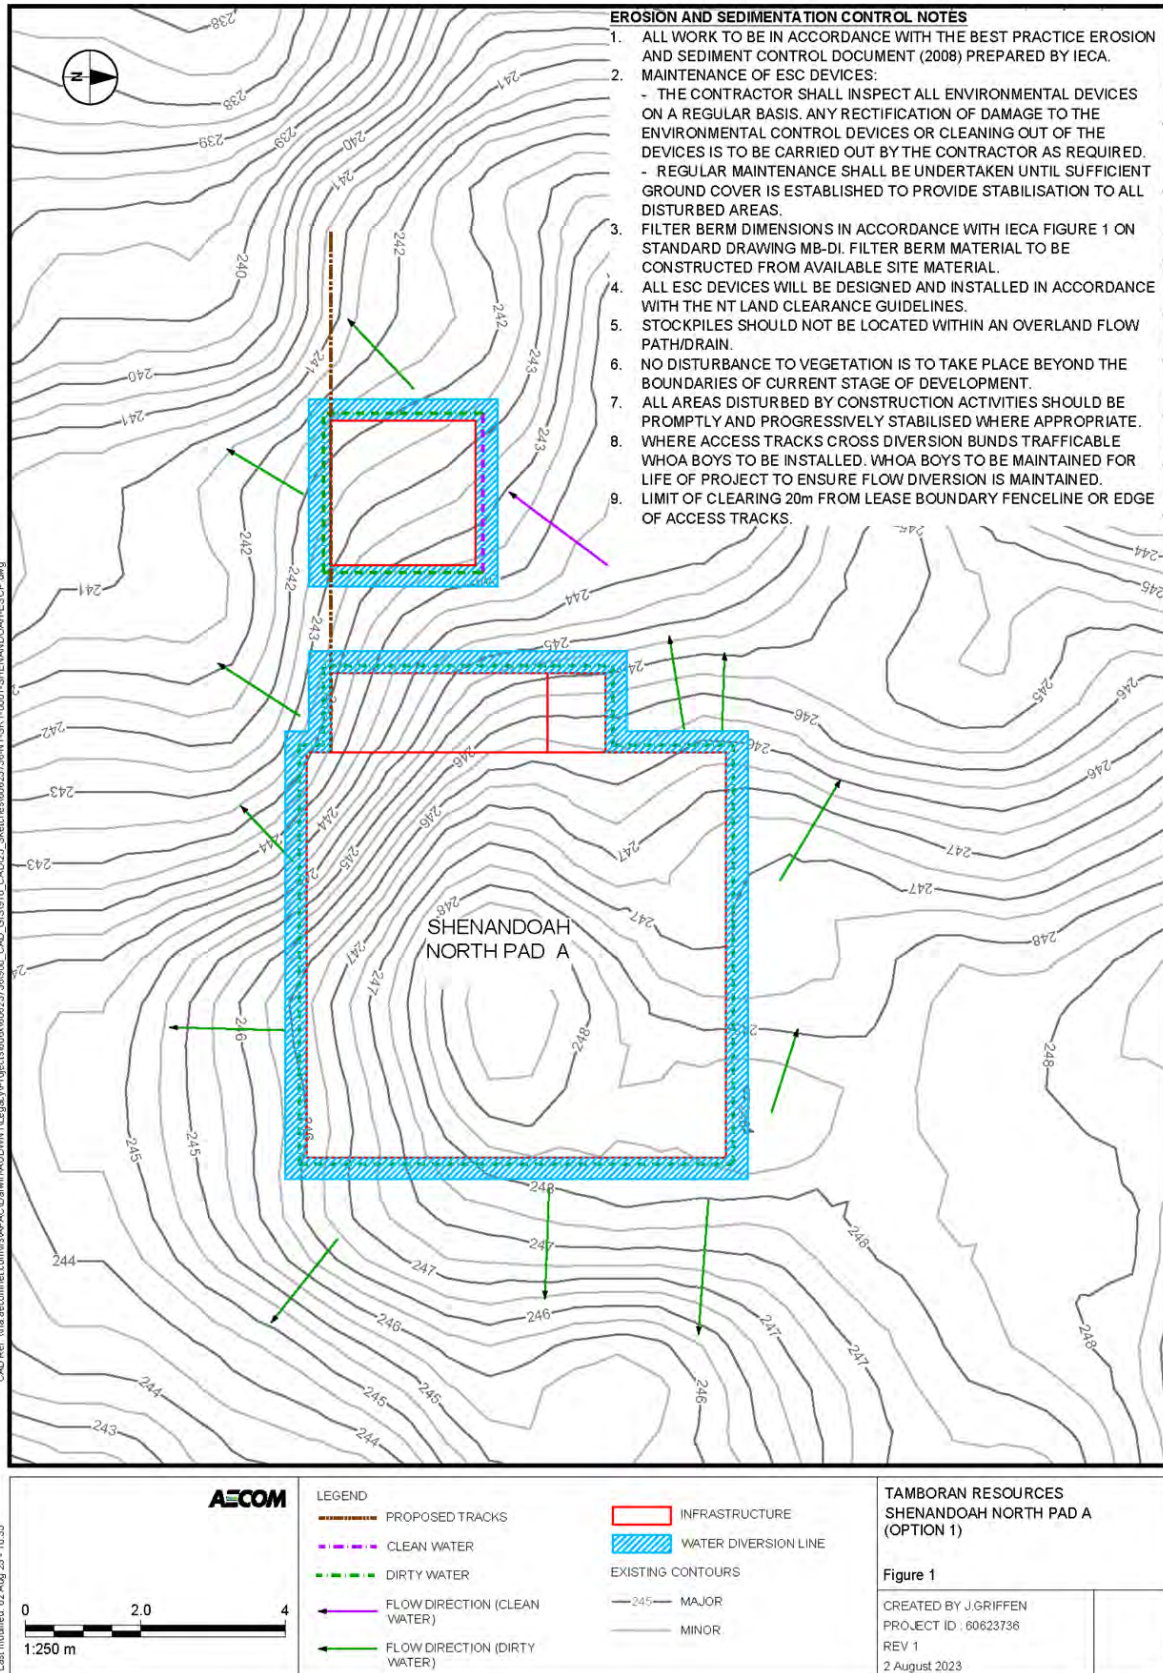 EROSION AND SEDIMENTATION CONTROL NOTES
1. ALL WORK TO BE IN ACCORDANCE WITH THE BEST PRACTICE EROSION
AND SEDIMENT CONTROL DOCUMENT (2008) PREPARED BY IECA.
2. MAINTENANCE OF ESC DEVICES:
- THE CONTRACTOR SHALL INSPECT ALL ENVIRONMENTAL DEVICES
ON A REGULAR BASIS. ANY RECTIFICATION OF DAMAGE TO THE
ENVIRONMENTAL CONTROL DEVICES OR CLEANING OUT OF THE
DEVICES IS TO BE CARRIED OUT BY THE CONTRACTOR AS REQUIRED.
- REGULAR MAINTENANCE SHALL BE UNDERTAKEN UNTIL SUFFICIENT
GROUND COVER IS ESTABLISHED TO PROVIDE STABILISATION TO ALL
DISTURBED AREAS.
3. FILTER BERM DIMENSIONS IN ACCORDANCE WITH IECA FIGURE 1 ON
STANDARD DRAWING MB-DI. FILTER BERM MATERIAL TO BE
CONSTRUCTED FROM AVAILABLE SITE MATERIAL.
4. ALL ESC DEVICES WILL BE DESIGNED AND INSTALLED IN ACCORDANCE
WITH THE NT LAND CLEARANCE GUIDELINES.
5. STOCKPILES SHOULD NOT BE LOCATED WITHIN AN OVERLAND FLOW
PATH/DRAIN.
6. NO DISTURBANCE TO VEGETATION IS TO TAKE PLACE BEYOND THE
BOUNDARIES OF CURRENT STAGE OF DEVELOPMENT.
7. ALL AREAS DISTURBED BY CONSTRUCTION ACTIVITIES SHOULD BE
PROMPTLY AND PROGRESSIVELY STABILISED WHERE APPROPRIATE.
8. WHERE ACCESS TRACKS CROSS DIVERSION BUNDS TRAFFICABLE
WHOA BOYS TO BE INSTALLED. WHOA BOYS TO BE MAINTAINED FOR
LIFE OF PROJECT TO ENSURE FLOW DIVERSION IS MAINTAINED.
9. LIMIT OF CLEARING 20m FROM LEASE BOUNDARY FENCELINE OR EDGE
OF ACCESS TRACKS.
N
238
238
239
239
240
241
241
242
240
242
243
240
241
241
243
242
242
241
243
244
245
245
244
245
245
246
246
242
243
243
244
244
245
246
246
246
247
247
247
246
248
247
247
247
248
248
248
SHENANDOAH
NORTH PAD A
246
246
245
245
248
247
247
246
246
244
244
245
245
243
244
247
247
246
248
248
AECOM
0 2.0 4
1:250 m
LEGEND
PROPOSED TRACKS
CLEAN WATER
DIRTY WATER
FLOW DIRECTION (CLEAN
WATER)
FLOW DIRECTION (DIRTY
WATER)
INFRASTRUCTURE
WATER DIVERSION LINE
EXISTING CONTOURS
245 MAJOR
MINOR
TAMBORAN RESOURCES
SHENANDOAH NORTH PAD A
(OPTION 1)
Figure 1
CREATED BY J.GRIFFEN
PROJECT ID : 60623736
REV 1
2 August 2023